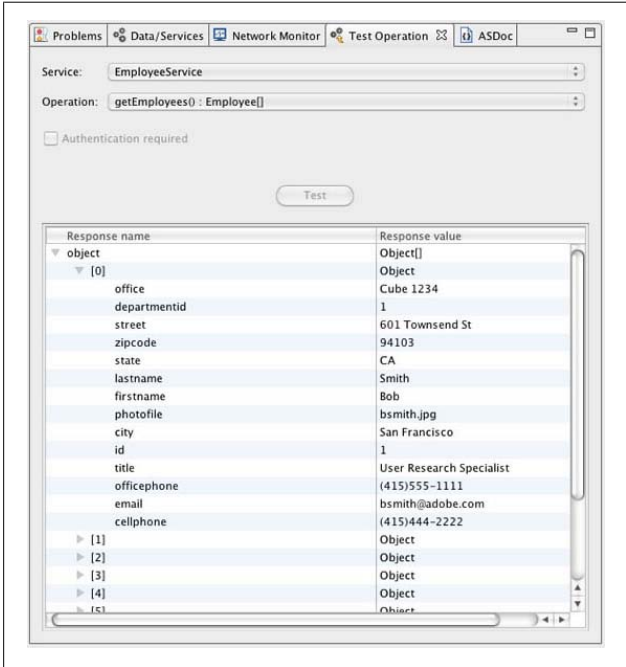 Problems Data/Services Network Monitor Test Operation ASDoc
Service: EmployeeService
Operation: getEmployees() : Employee[]
Authentication required
Test
Response name Response value
object Object[]
[0] Object
office Cube 1234
departmentid 1
street 601 Townsend St
zipcode 94103
state CA
lastname Smith
firstname Bob
photofile bsmith.jpg
city San Francisco
id 1
title User Research Specialist
officephone (415)555-1111
email bsmith@adobe.com
cellphone (415)444-2222
[1] Object
[2] Object
[3] Object
[4] Object
[5] Object